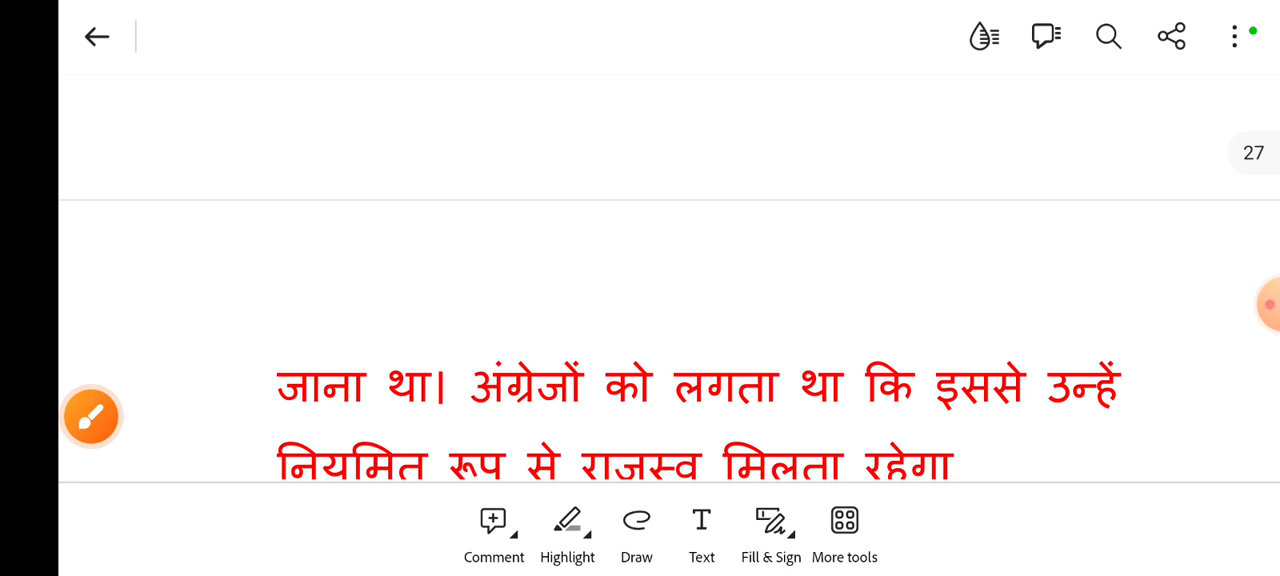 27
जाना था। अंग्रेजों को लगता था कि इससे उन्हें
नियमित रूप से राजस्व मिलता रहेगा
Comment Highlight Draw Text Fill & Sign More tools